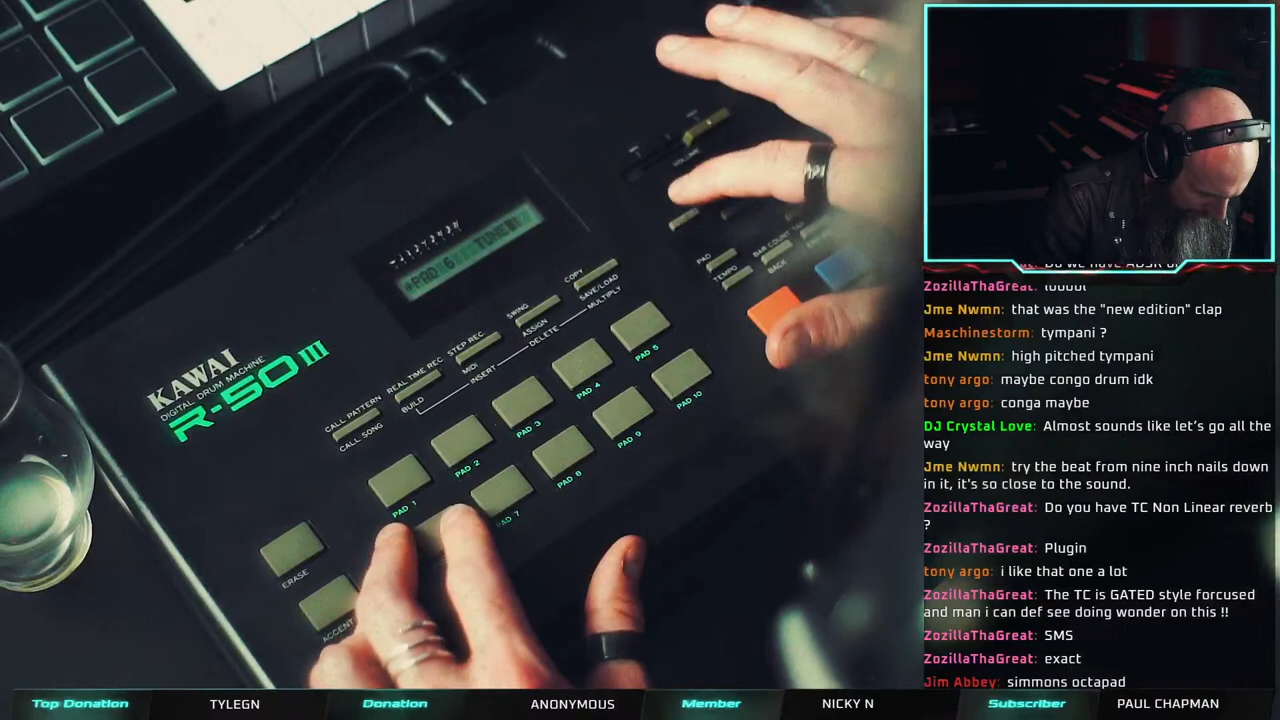 KAWAI
DIGITAL DRUM MACHINE
R-50III
*PAD: 6 TUNE
VOLUME
CALL PATTERN
CALL SONG
REAL TIME REC
BUILD
STEP REC
MIDI
INSERT
SWING
ASSIGN
DELETE
COPY
SAVE/LOAD
MULTIPLY
PAD
TEMPO
BAR COUNT
BACK
PAD 1
PAD 2
PAD 3
PAD 4
PAD 5
PAD 7
PAD 8
PAD 9
PAD 10
ERASE
ACCENT
ZozillaThaGreat: looool
Jme Nwmn: that was the "new edition" clap
Maschinestorm: tympani ?
Jme Nwmn: high pitched tympani
tony argo: maybe congo drum idk
tony argo: conga maybe
DJ Crystal Love: Almost sounds like let's go all the
way
Jme Nwmn: try the beat from nine inch nails down
in it, it's so close to the sound.
ZozillaThaGreat: Do you have TC Non Linear reverb
?
ZozillaThaGreat: Plugin
tony argo: i like that one a lot
ZozillaThaGreat: The TC is GATED style forcused
and man i can def see doing wonder on this !!
ZozillaThaGreat: SMS
ZozillaThaGreat: exact
Jim Abbey: simmons octapad
Top Donation TYLEGN Donation ANONYMOUS Member NICKY N Subscriber PAUL CHAPMAN